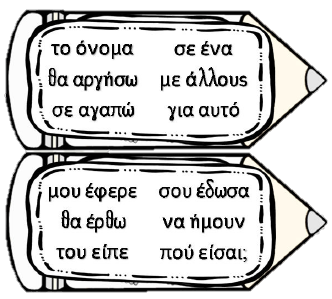 το όνομα σε ένα
θα αργήσω με άλλους
σε αγαπώ για αυτό
μου έφερε σου έδωσα
θα έρθω να ήμουν
του είπε πού είσαι;